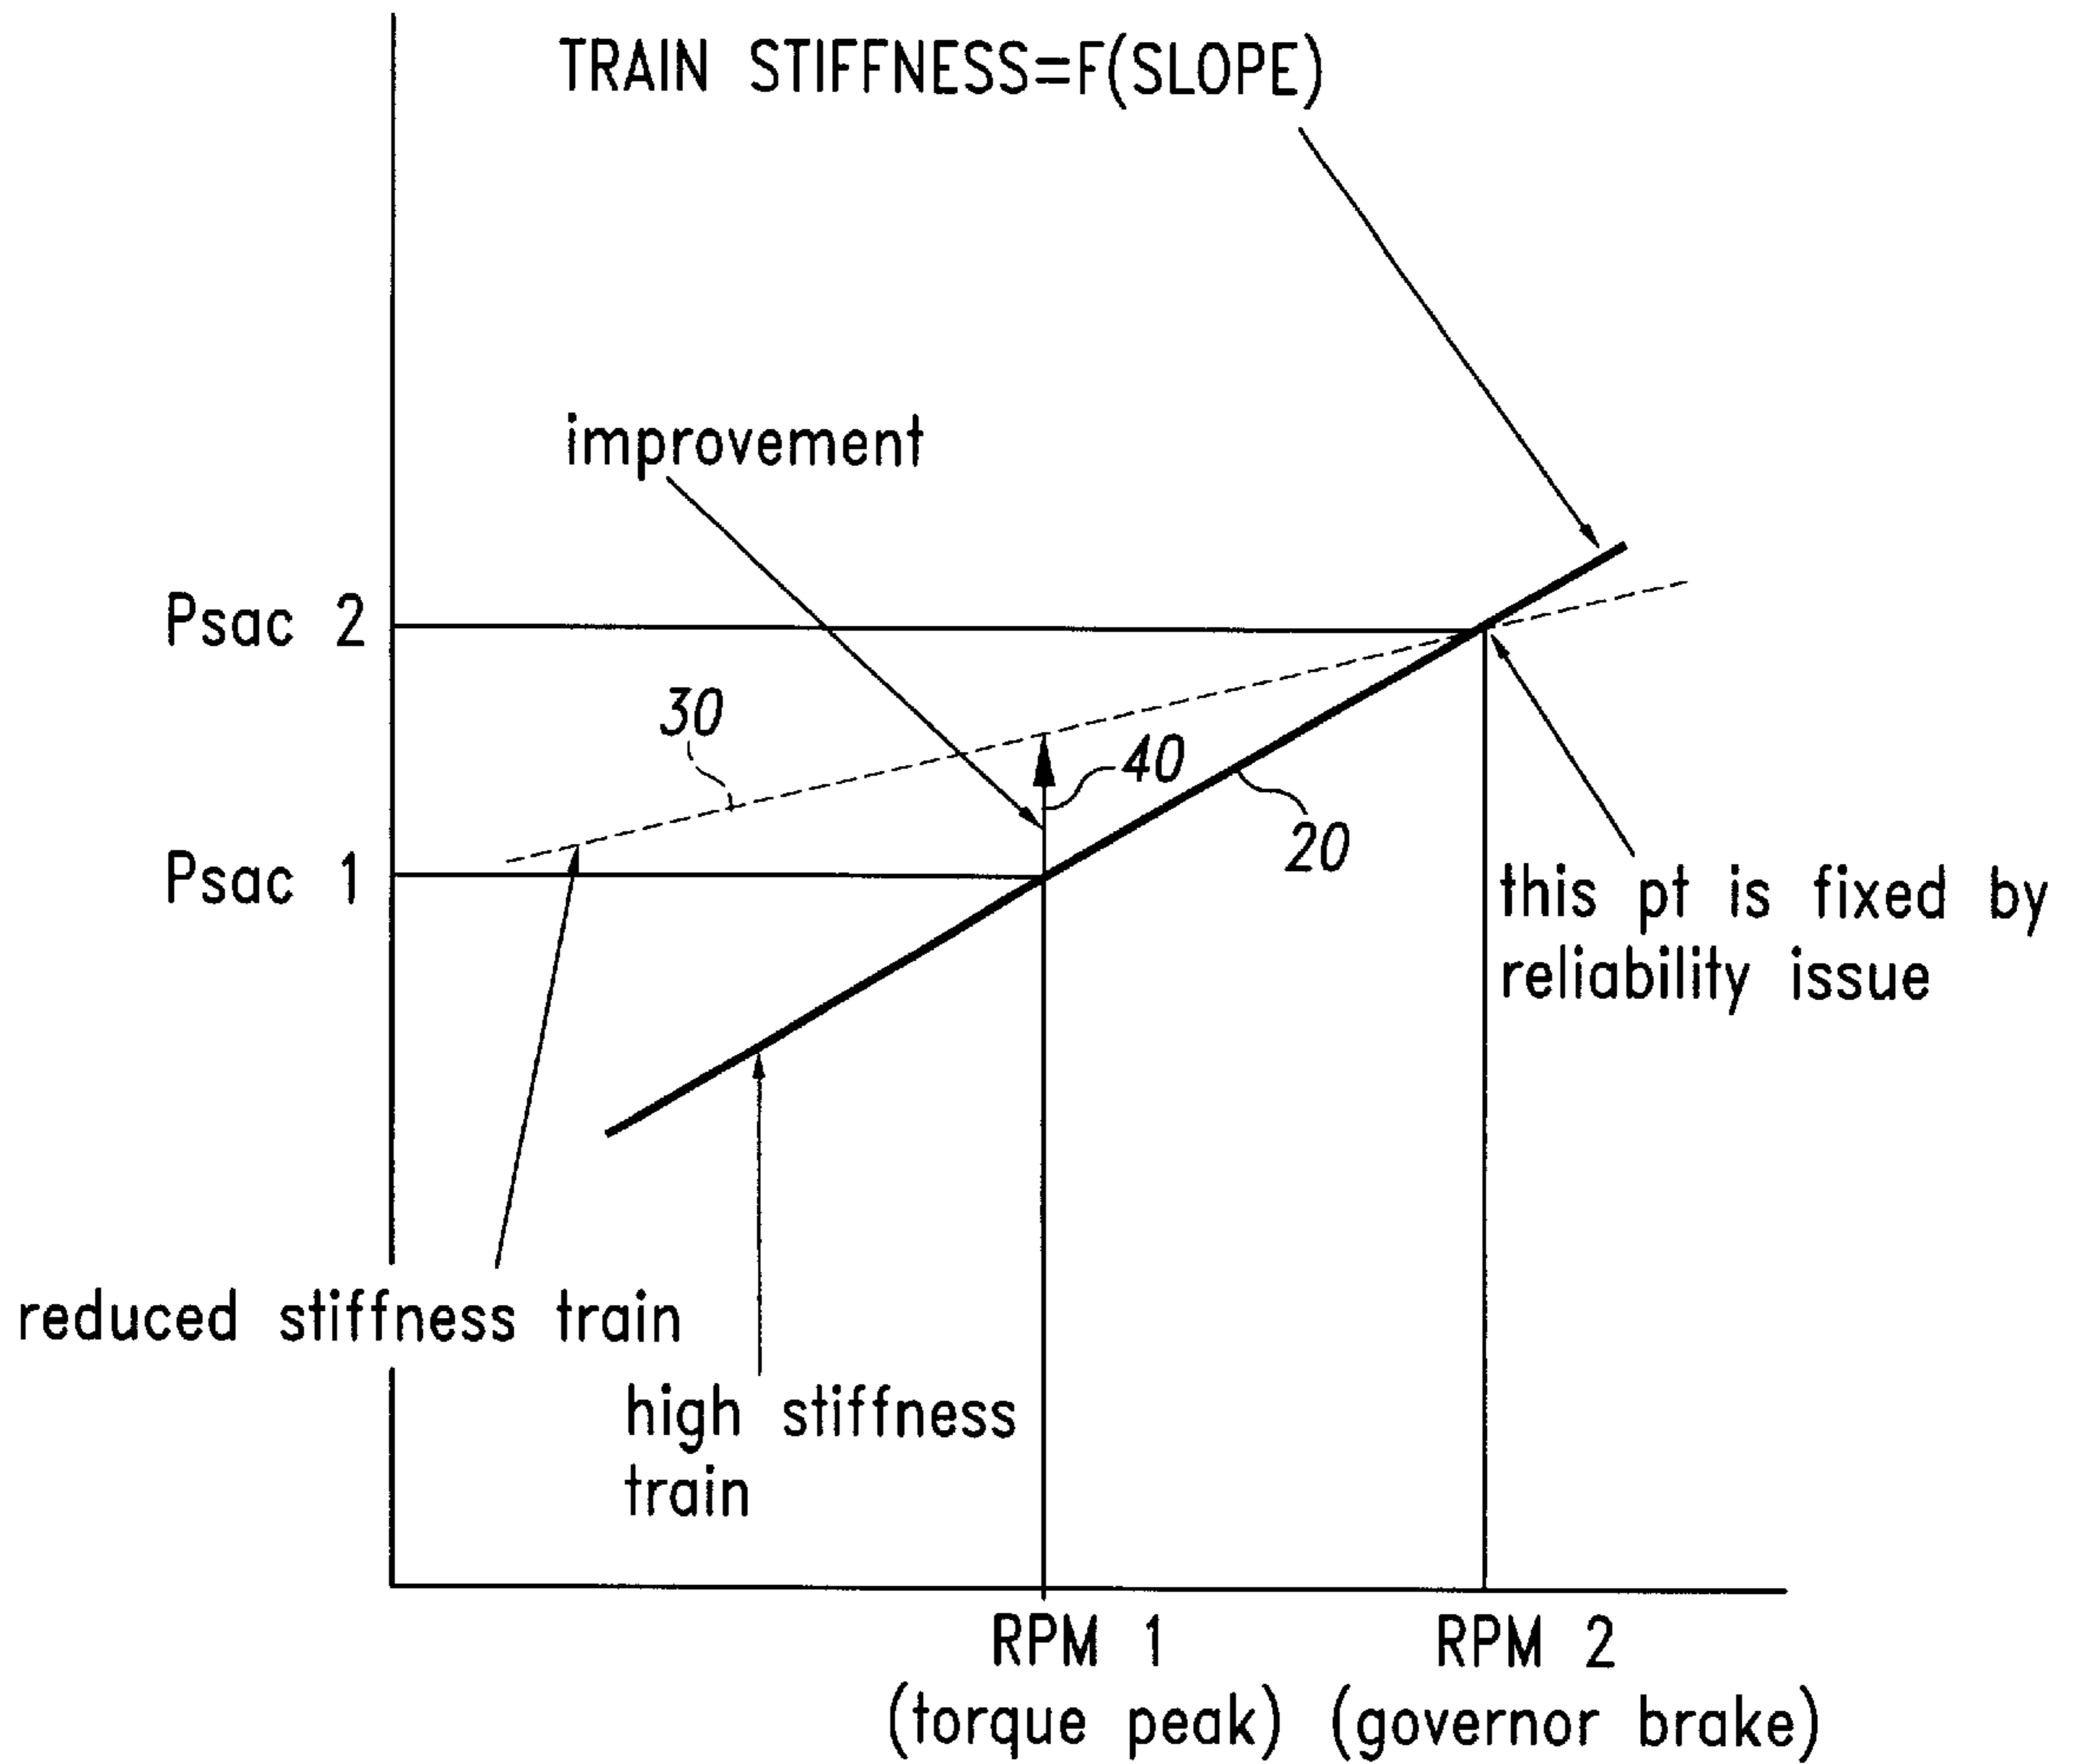 TRAIN STIFFNESS=F(SLOPE)
improvement
Psac 2
30
40
20
Psac 1
this pt is fixed by
reliability issue
reduced stiffness train
high stiffness
train
RPM 1
(torque peak)
RPM 2
(governor brake)